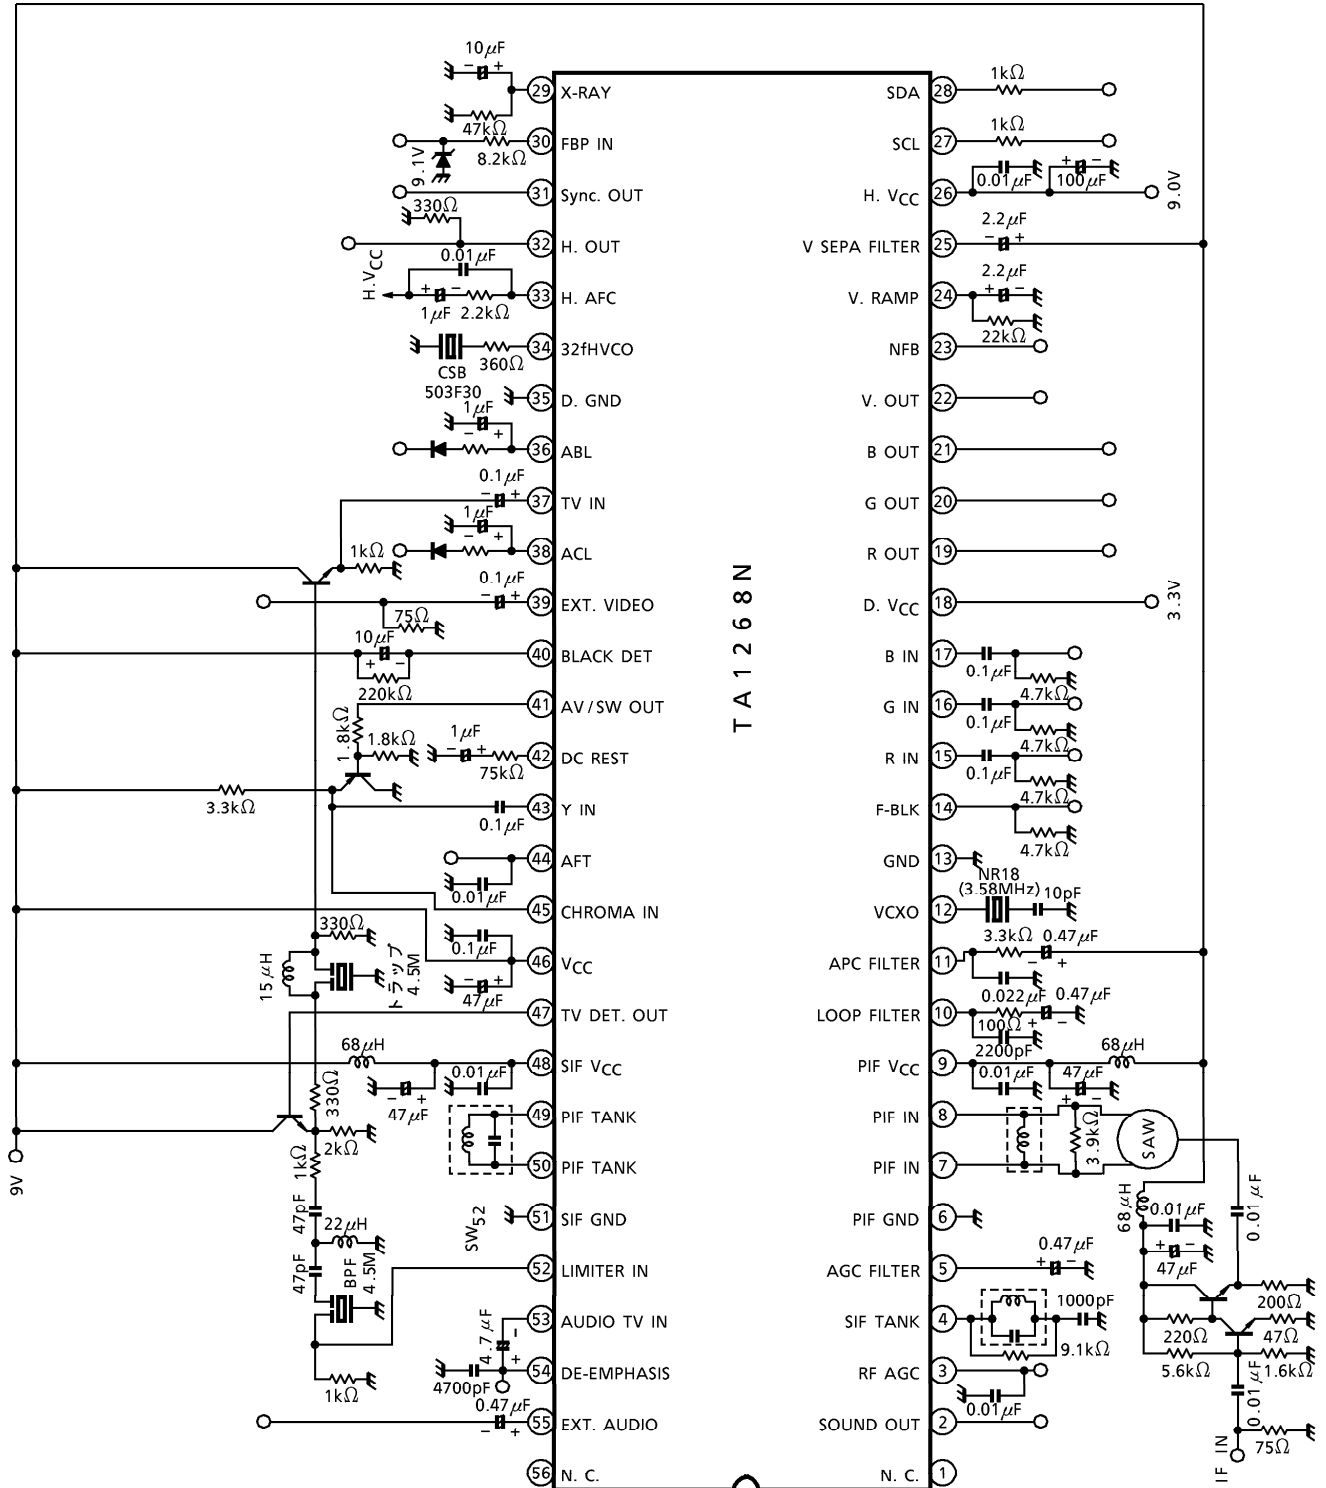 10μF
29 X-RAY
47kΩ
9.1V
8.2kΩ
30 FBP IN
31 Sync. OUT
330Ω
32 H. OUT
H.VCC
0.01μF
1μF
2.2kΩ
33 H. AFC
34 32fHVCO
360Ω
CSB
503F30
35 D. GND
1μF
36 ABL
0.1μF
37 TV IN
1μF
38 ACL
1kΩ
0.1μF
39 EXT. VIDEO
75Ω
10μF
40 BLACK DET
220kΩ
41 AV/SW OUT
1.8kΩ
1.8kΩ
1μF
75kΩ
42 DC REST
3.3kΩ
43 Y IN
0.1μF
44 AFT
0.01μF
45 CHROMA IN
330Ω
0.1μF
46 VCC
15μH
トラップ
4.5M
47μF
47 TV DET. OUT
68μH
0.01μF
48 SIF VCC
47μF
330Ω
49 PIF TANK
2kΩ
9V
1kΩ
50 PIF TANK
47pF
SW52
51 SIF GND
22μH
47pF
BPF
4.5M
52 LIMITER IN
53 AUDIO TV IN
4.7μF
54 DE-EMPHASIS
4700pF
1kΩ
0.47μF
55 EXT. AUDIO
56 N. C.
TA1268N
SDA 28
1kΩ
SCL 27
1kΩ
H. VCC 26
0.01μF
100μF
9.0V
V SEPA FILTER 25
2.2μF
V. RAMP 24
2.2μF
22kΩ
NFB 23
V. OUT 22
B OUT 21
G OUT 20
R OUT 19
D. VCC 18
3.3V
B IN 17
0.1μF
4.7kΩ
G IN 16
0.1μF
4.7kΩ
R IN 15
0.1μF
4.7kΩ
F-BLK 14
4.7kΩ
GND 13
NR18
(3.58MHz)
10pF
VCXO 12
3.3kΩ
0.47μF
APC FILTER 11
0.022μF
0.47μF
LOOP FILTER 10
100Ω
2200pF
68μH
PIF VCC 9
0.01μF
47μF
PIF IN 8
3.9kΩ
SAW
PIF IN 7
68μH
0.01μF
0.01μF
PIF GND 6
47μF
0.47μF
AGC FILTER 5
200Ω
1000pF
SIF TANK 4
9.1kΩ
220Ω
47Ω
5.6kΩ
1.6kΩ
RF AGC 3
0.01μF
0.01μF
SOUND OUT 2
75Ω
IF IN
N. C. 1